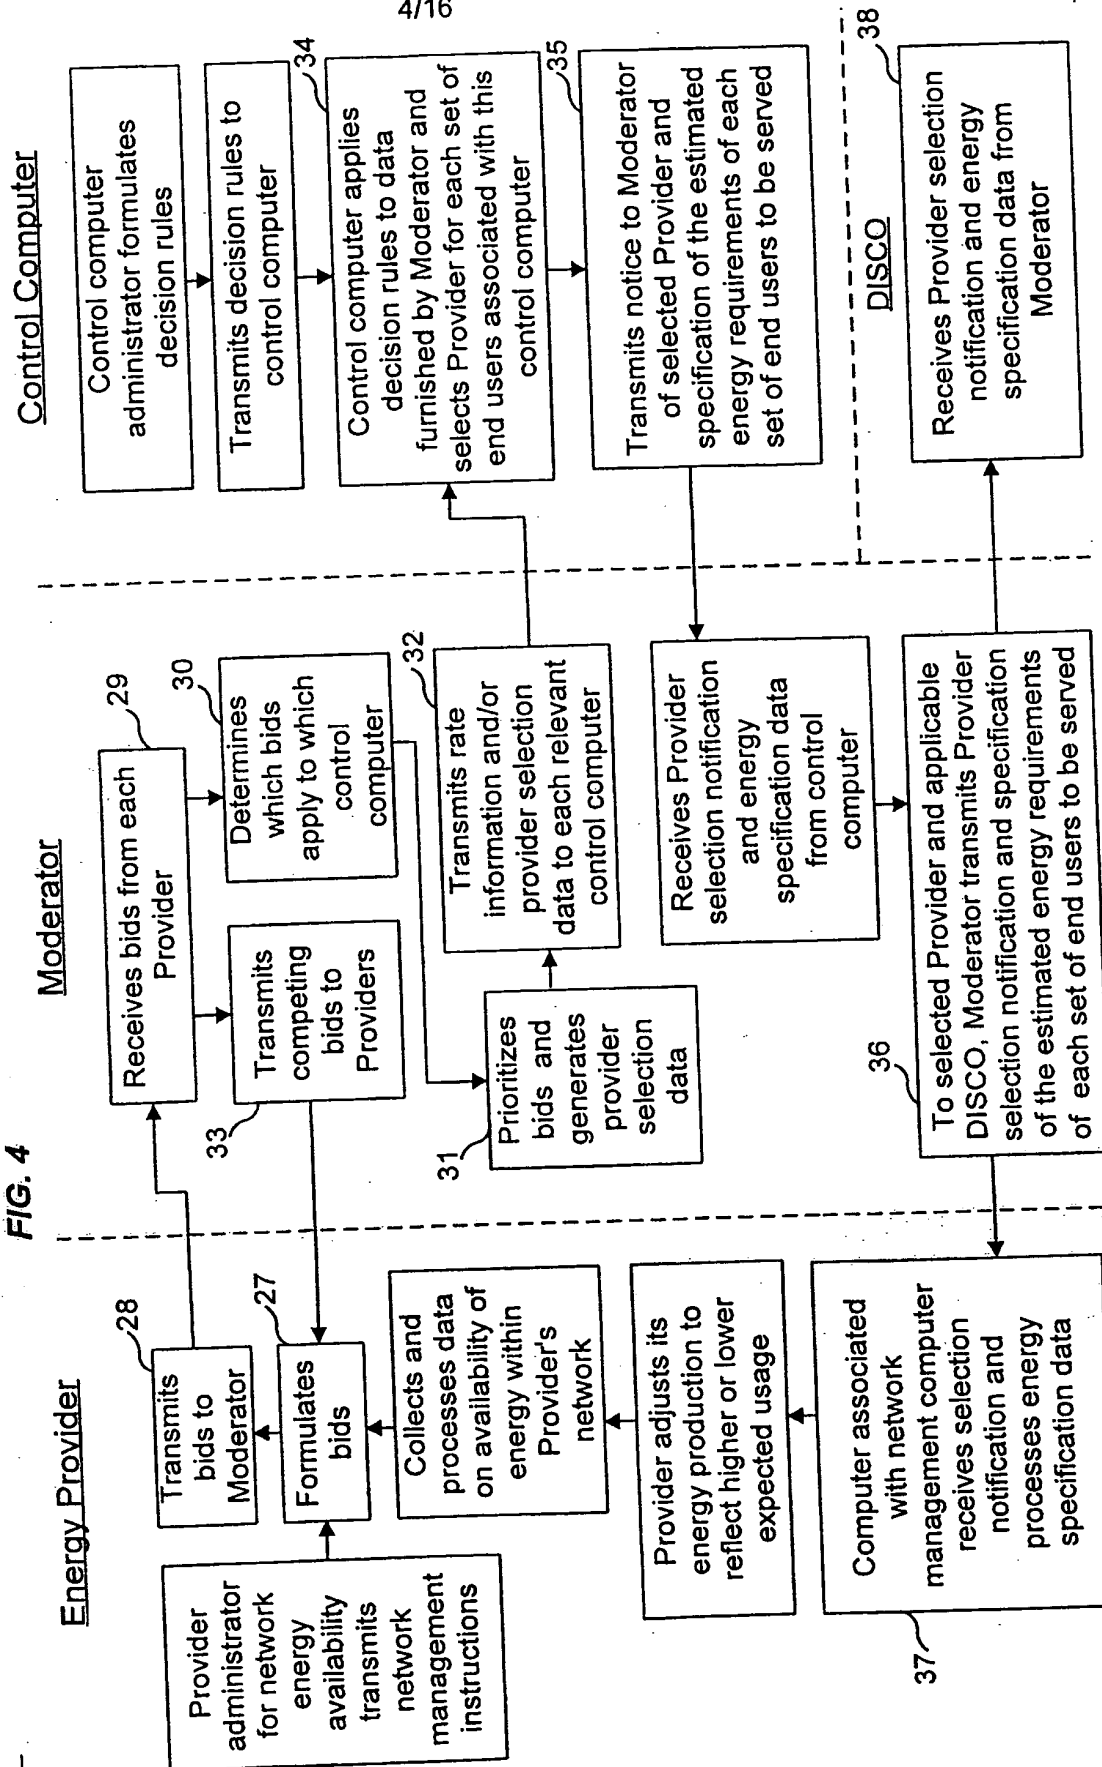 4/16
FIG. 4
Energy Provider
Moderator
Control Computer
Provider
administrator
for network
energy
availability
transmits
network
management
instructions
28
Transmits
bids to
Moderator
27
Formulates
bids
Collects and
processes data
on availability of
energy within
Provider's
network
Provider adjusts its
energy production to
reflect higher or lower
expected usage
Computer associated
with network
management computer
receives selection
notification and
processes energy
specification data
37
29
Receives bids from each
Provider
33
Transmits
competing
bids to
Providers
30
Determines
which bids
apply to which
control
computer
31
Prioritizes
bids and
generates
provider
selection
data
32
Transmits rate
information and/or
provider selection
data to each relevant
control computer
Receives Provider
selection notification
and energy
specification data
from control
computer
36
To selected Provider and applicable
DISCO, Moderator transmits Provider
selection notification and specification
of the estimated energy requirements
of each set of end users to be served
Control computer
administrator formulates
decision rules
Transmits decision rules to
control computer
34
Control computer applies
decision rules to data
furnished by Moderator and
selects Provider for each set of
end users associated with this
control computer
35
Transmits notice to Moderator
of selected Provider and
specification of the estimated
energy requirements of each
set of end users to be served
DISCO
38
Receives Provider selection
notification and energy
specification data from
Moderator